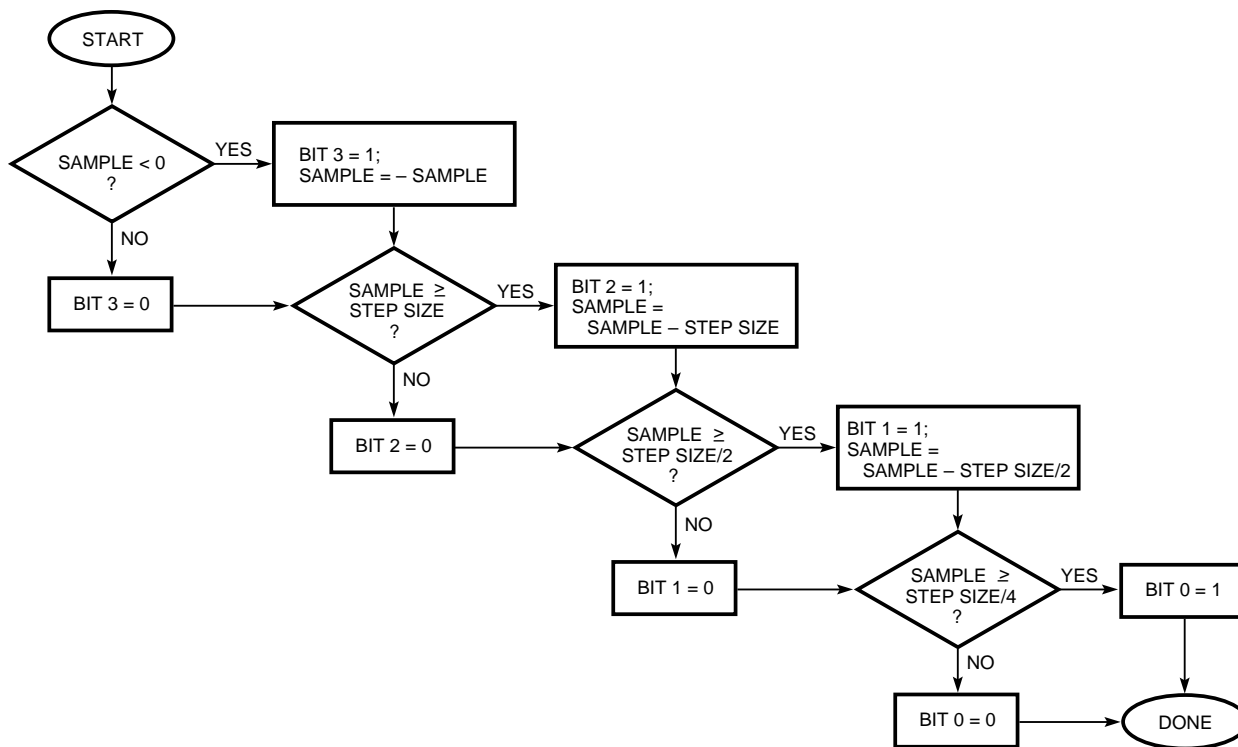 START
SAMPLE < 0
?
YES
BIT 3 = 1;
SAMPLE = – SAMPLE
NO
BIT 3 = 0
SAMPLE ≥
STEP SIZE
?
YES
BIT 2 = 1;
SAMPLE =
SAMPLE – STEP SIZE
NO
BIT 2 = 0
SAMPLE ≥
STEP SIZE/2
?
YES
BIT 1 = 1;
SAMPLE =
SAMPLE – STEP SIZE/2
NO
BIT 1 = 0
SAMPLE ≥
STEP SIZE/4
?
YES
BIT 0 = 1
NO
BIT 0 = 0
DONE